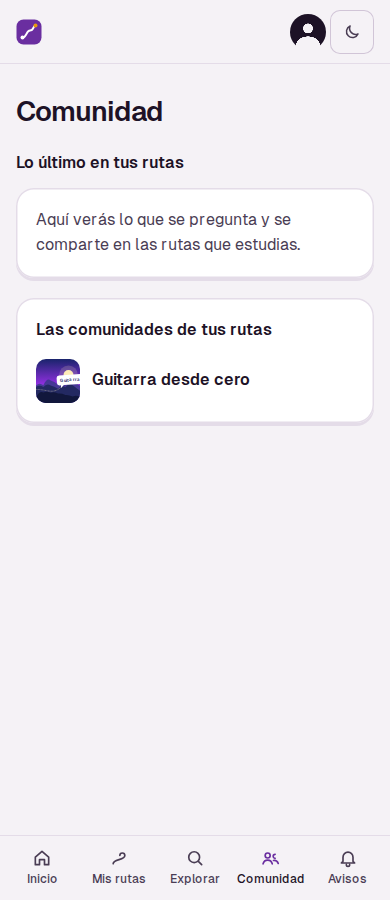 Comunidad
Lo último en tus rutas
Aquí verás lo que se pregunta y se
comparte en las rutas que estudias.
Las comunidades de tus rutas
Guitarra desde cero
Inicio
Mis rutas
Explorar
Comunidad
Avisos